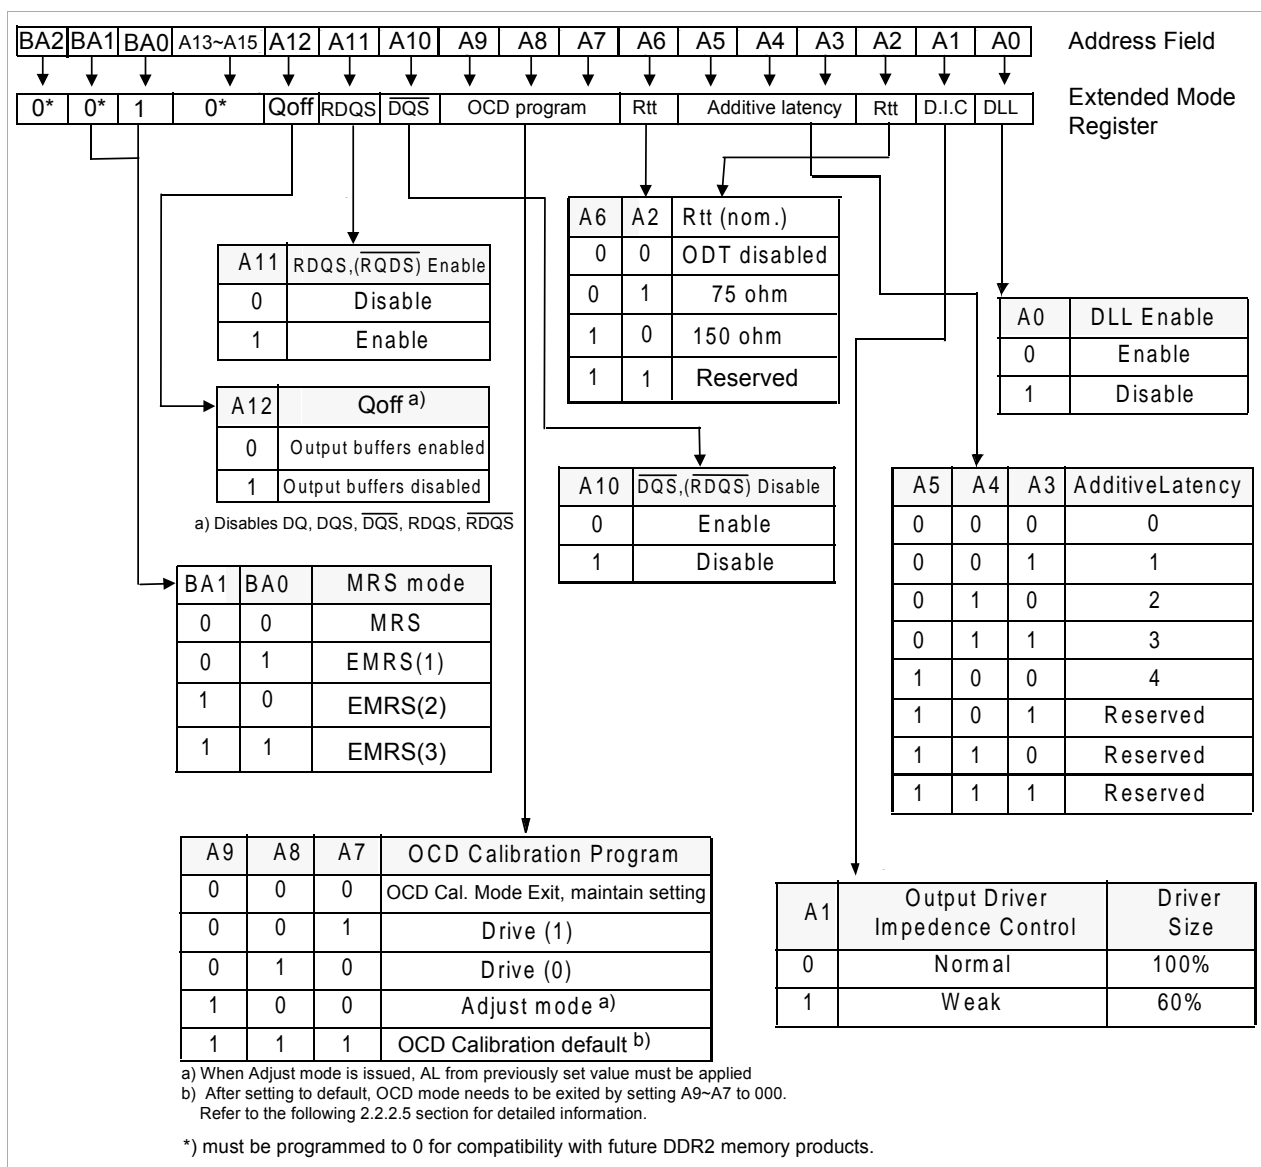 BA2 BA1 BA0 A13~A15 A12 A11 A10 A9 A8 A7 A6 A5 A4 A3 A2 A1 A0 Address Field
0* 0* 1 0* Qoff RDQS D̅Q̅S̅ OCD program Rtt Additive latency Rtt D.I.C DLL Extended Mode
Register
A6 A2 Rtt (nom.)
0 0 ODT disabled
0 1 75 ohm
1 0 150 ohm
1 1 Reserved
A11 RDQS,(R̅Q̅D̅S̅) Enable
0 Disable
1 Enable
A0 DLL Enable
0 Enable
1 Disable
A12 Qoff a)
0 Output buffers enabled
1 Output buffers disabled
a) Disables DQ, DQS, D̅Q̅S̅, RDQS, R̅D̅Q̅S̅
A10 D̅Q̅S̅,(R̅D̅Q̅S̅) Disable
0 Enable
1 Disable
A5 A4 A3 AdditiveLatency
0 0 0 0
0 0 1 1
0 1 0 2
0 1 1 3
1 0 0 4
1 0 1 Reserved
1 1 0 Reserved
1 1 1 Reserved
BA1 BA0 MRS mode
0 0 MRS
0 1 EMRS(1)
1 0 EMRS(2)
1 1 EMRS(3)
A9 A8 A7 OCD Calibration Program
0 0 0 OCD Cal. Mode Exit, maintain setting
0 0 1 Drive (1)
0 1 0 Drive (0)
1 0 0 Adjust mode a)
1 1 1 OCD Calibration default b)
A1 Output Driver Impedence Control Driver Size
0 Normal 100%
1 Weak 60%
a) When Adjust mode is issued, AL from previously set value must be applied
b) After setting to default, OCD mode needs to be exited by setting A9~A7 to 000.
Refer to the following 2.2.2.5 section for detailed information.
*) must be programmed to 0 for compatibility with future DDR2 memory products.